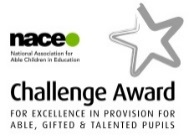 nace
National Association for
Able Children in Education
Challenge Award
FOR EXCELLENCE IN PROVISION FOR
ABLE, GIFTED & TALENTED PUPILS